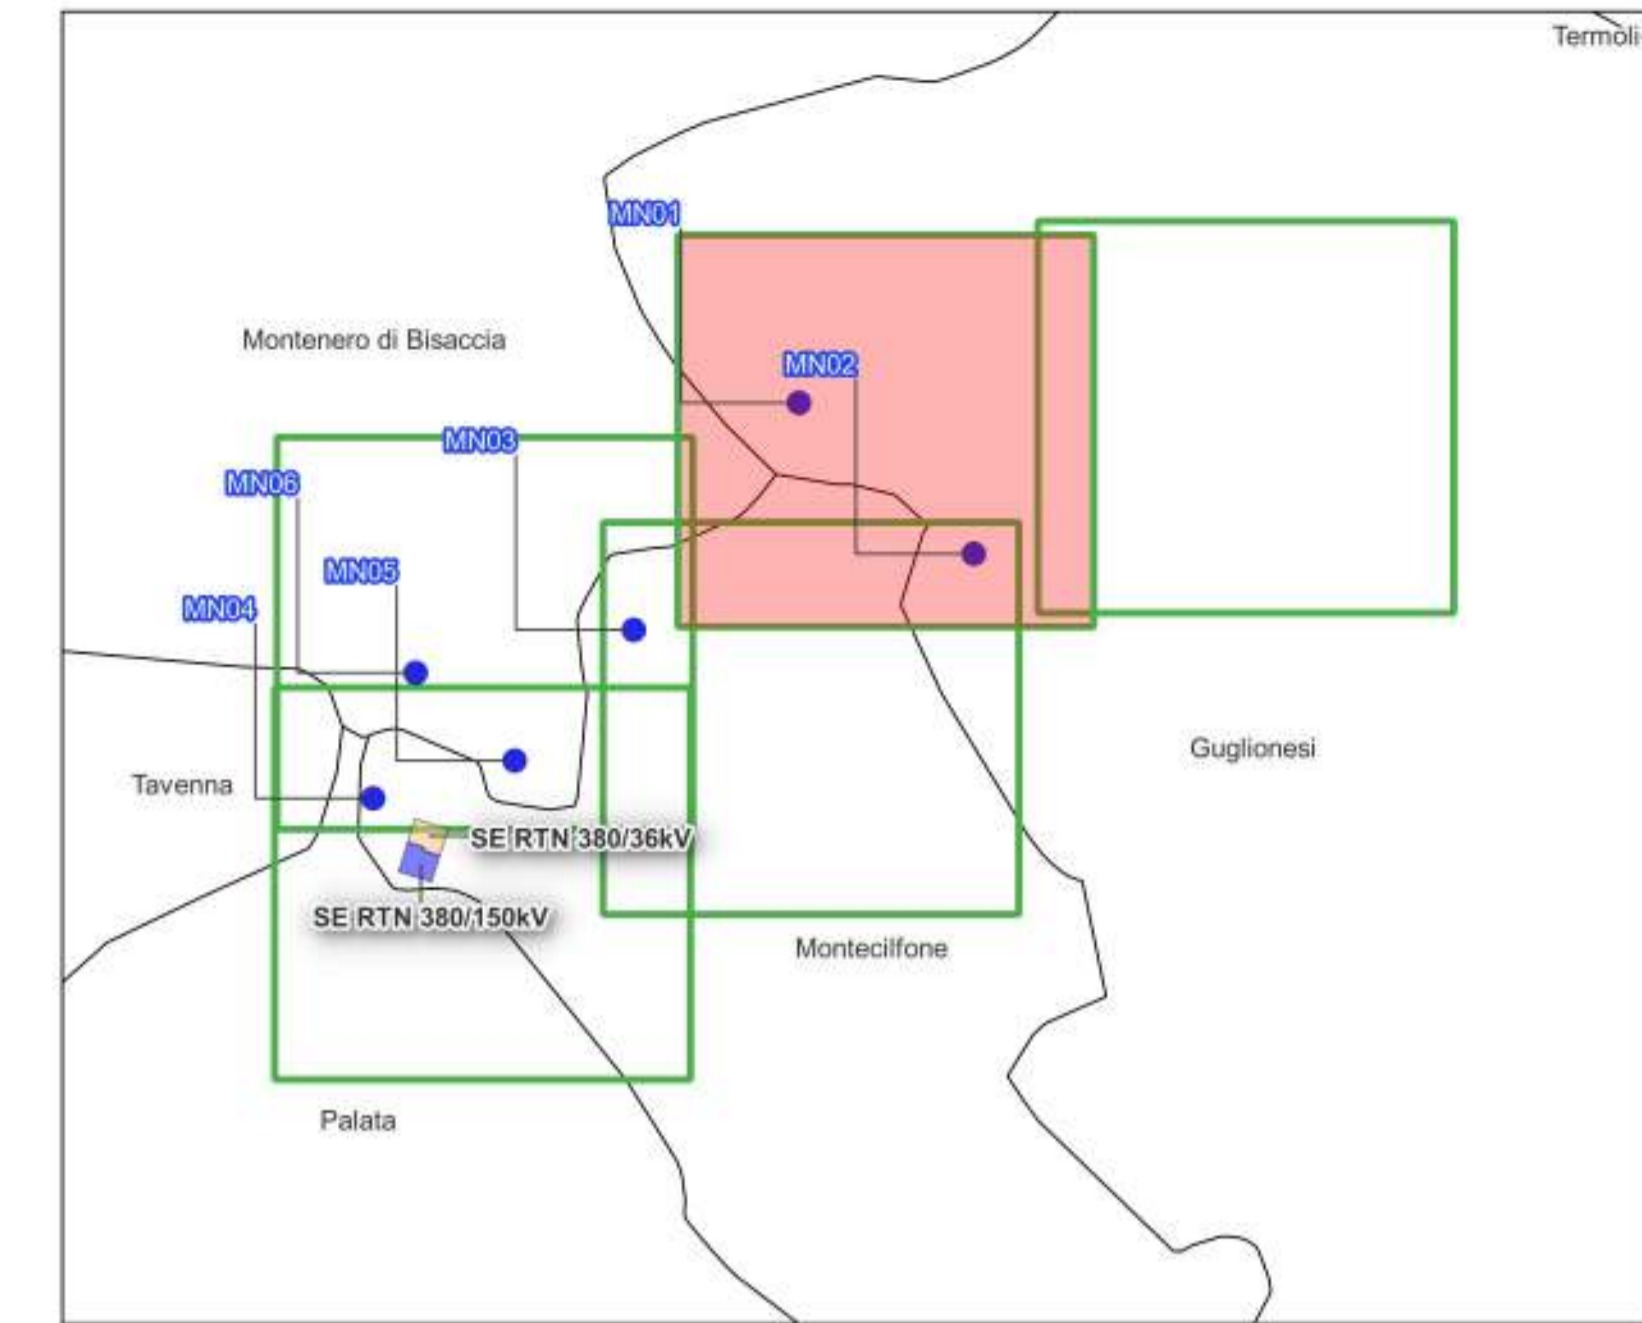 Termoli
MN01
Montenero di Bisaccia
MN02
MN03
MN06
MN05
MN04
Guglionesi
Tavenna
SE RTN 380/36kV
SE RTN 380/150kV
Montecilfone
Palata